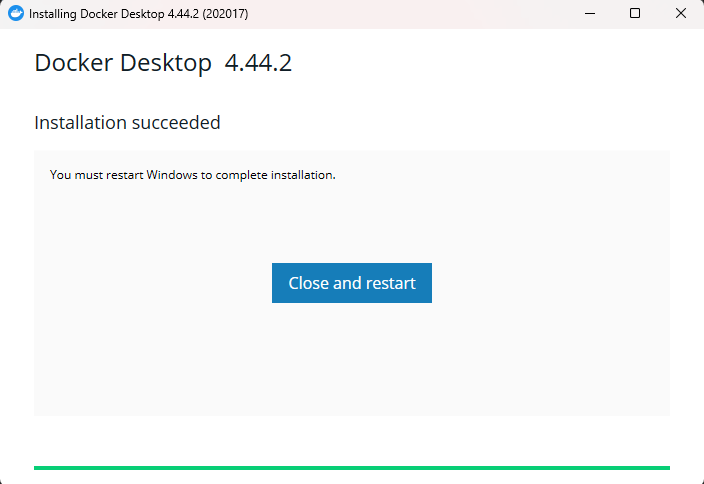 Installing Docker Desktop 4.44.2 (202017)
Docker Desktop 4.44.2
Installation succeeded
You must restart Windows to complete installation.
Close and restart